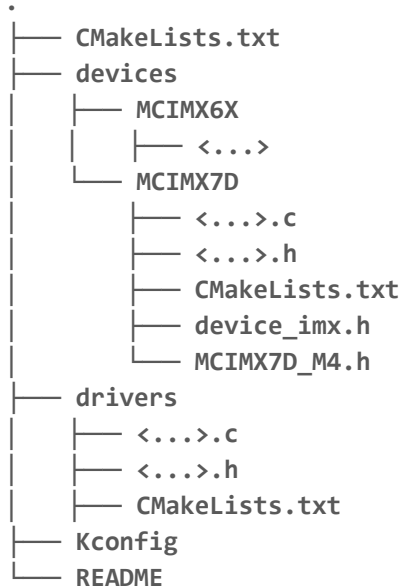 .
├── CMakeLists.txt
├── devices
│   ├── MCIMX6X
│   │   ├── <...>
│   └── MCIMX7D
│       ├── <...>.c
│       ├── <...>.h
│       ├── CMakeLists.txt
│       ├── device_imx.h
│       └── MCIMX7D_M4.h
├── drivers
│   ├── <...>.c
│   ├── <...>.h
│   ├── CMakeLists.txt
├── Kconfig
└── README